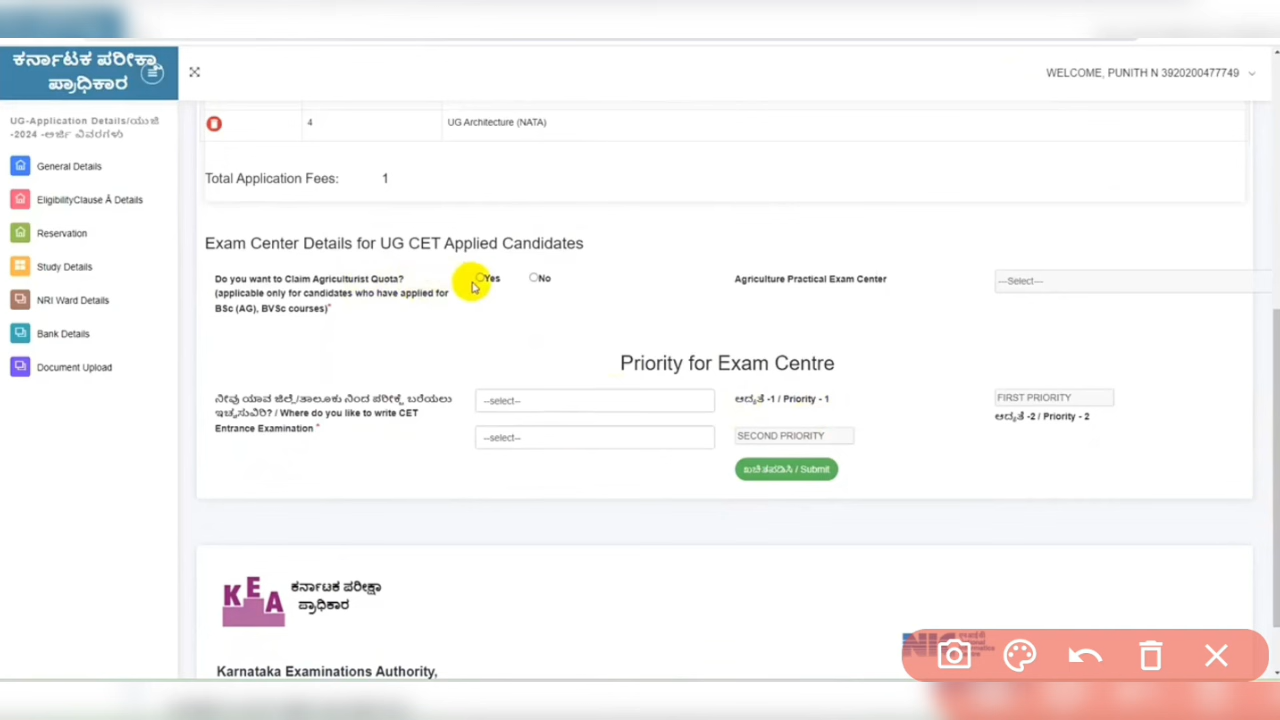 ಕರ್ನಾಟಕ ಪರೀಕ್ಷಾ
ಪ್ರಾಧಿಕಾರ
WELCOME, PUNITH N 3920200477749
UG-Application Details/ಯುಜಿ
-2024 -ಅರ್ಜಿ ವಿವರಗಳು
General Details
EligibilityClause Â Details
Reservation
Study Details
NRI Ward Details
Bank Details
Document Upload
4 UG Architecture (NATA)
Total Application Fees: 1
Exam Center Details for UG CET Applied Candidates
Do you want to Claim Agriculturist Quota?
(applicable only for candidates who have applied for
BSc (AG), BVSc courses)*
Yes No
Agriculture Practical Exam Center
---Select---
Priority for Exam Centre
ನೀವು ಯಾವ ಜಿಲ್ಲೆ/ತಾಲೂಕು ನಿಂದ ಪರೀಕ್ಷೆ ಬರೆಯಲು
ಇಚ್ಛಿಸುವಿರಿ? / Where do you like to write CET
Entrance Examination *
--select--
ಆದ್ಯತೆ -1 / Priority - 1
FIRST PRIORITY
ಆದ್ಯತೆ -2 / Priority - 2
--select--
SECOND PRIORITY
/ Submit
KEA
ಕರ್ನಾಟಕ ಪರೀಕ್ಷಾ
ಪ್ರಾಧಿಕಾರ
Karnataka Examinations Authority,